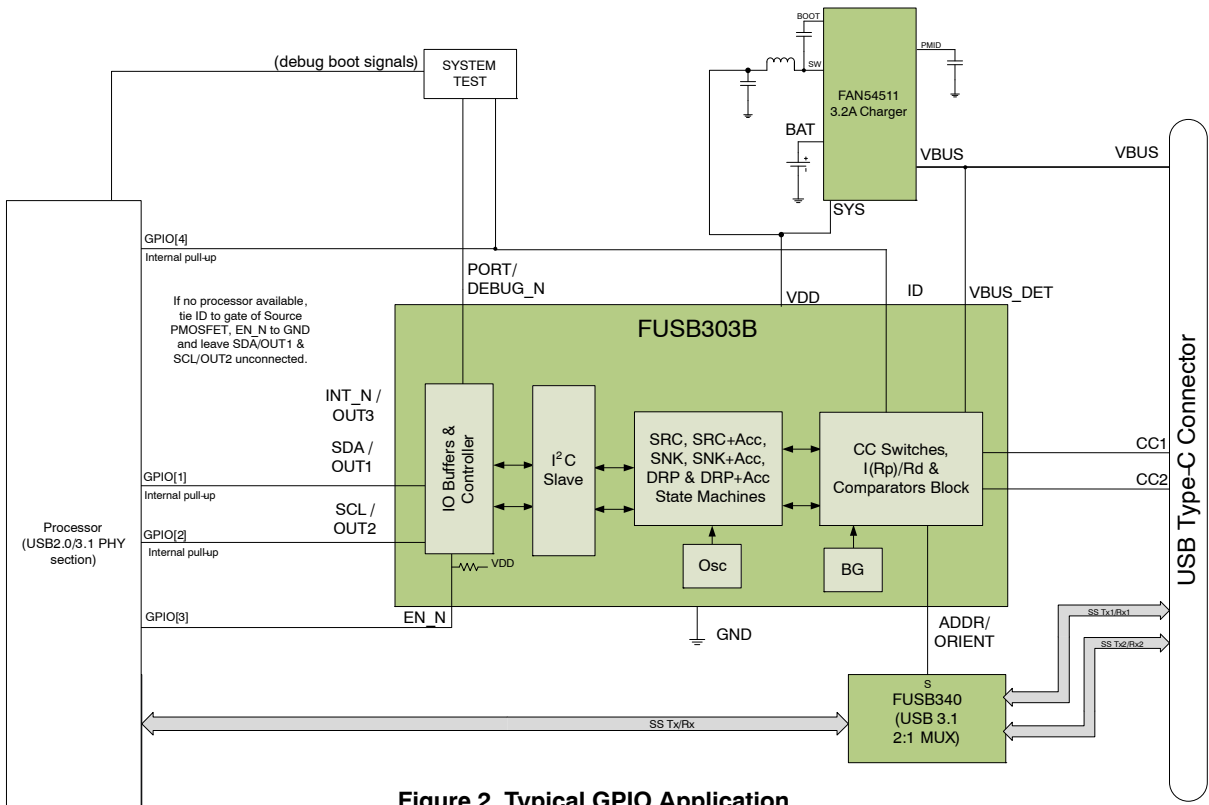 BOOT
PMID
(debug boot signals)
SYSTEM
TEST
SW
FAN54511
3.2A Charger
BAT
+
-
VBUS
VBUS
SYS
GPIO[4]
Internal pull-up
PORT/
DEBUG_N
VDD
ID
VBUS_DET
If no processor available,
tie ID to gate of Source
PMOSFET, EN_N to GND
and leave SDA/OUT1 &
SCL/OUT2 unconnected.
FUSB303B
INT_N /
OUT3
SDA /
OUT1
GPIO[1]
Internal pull-up
SCL /
OUT2
GPIO[2]
Internal pull-up
Processor
(USB2.0/3.1 PHY
section)
IO Buffers &
Controller
I2C
Slave
SRC, SRC+Acc,
SNK, SNK+Acc,
DRP & DRP+Acc
State Machines
CC Switches,
I(Rp)/Rd &
Comparators Block
CC1
CC2
USB Type-C Connector
VDD
Osc
BG
GPIO[3]
EN_N
GND
ADDR/
ORIENT
SS Tx1/Rx1
SS Tx2/Rx2
S
FUSB340
(USB 3.1
2:1 MUX)
SS Tx/Rx
Figure 2. Typical GPIO Application